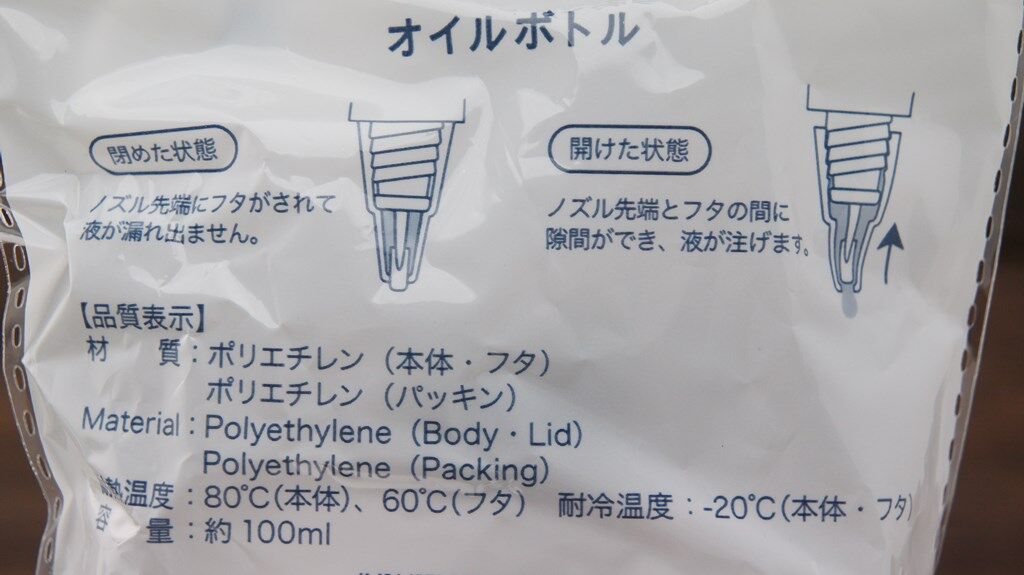 オイルボトル
閉めた状態
ノズル先端にフタがされて
液が漏れ出ません。
開けた状態
ノズル先端とフタの間に
隙間ができ、液が注げます。
【品質表示】
材 質：ポリエチレン（本体・フタ）
ポリエチレン（パッキン）
Material：Polyethylene（Body・Lid）
Polyethylene（Packing）
耐熱温度：80℃(本体)、60℃(フタ) 耐冷温度：-20℃(本体・フタ)
容 量：約100ml